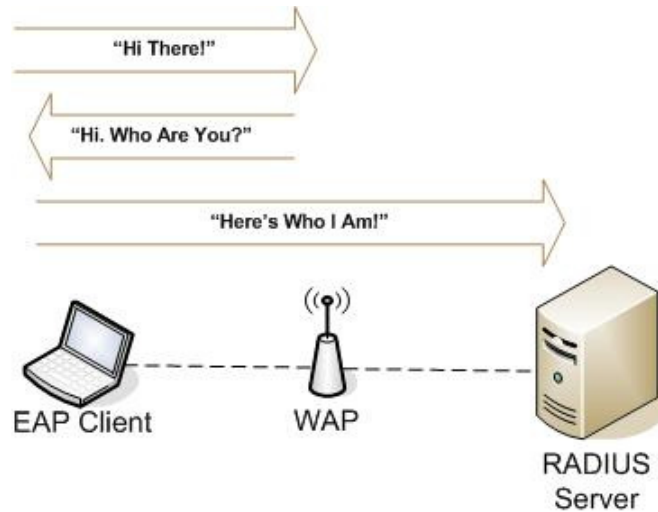 “Hi There!”
“Hi. Who Are You?”
“Here’s Who I Am!”
EAP Client
WAP
RADIUS
Server